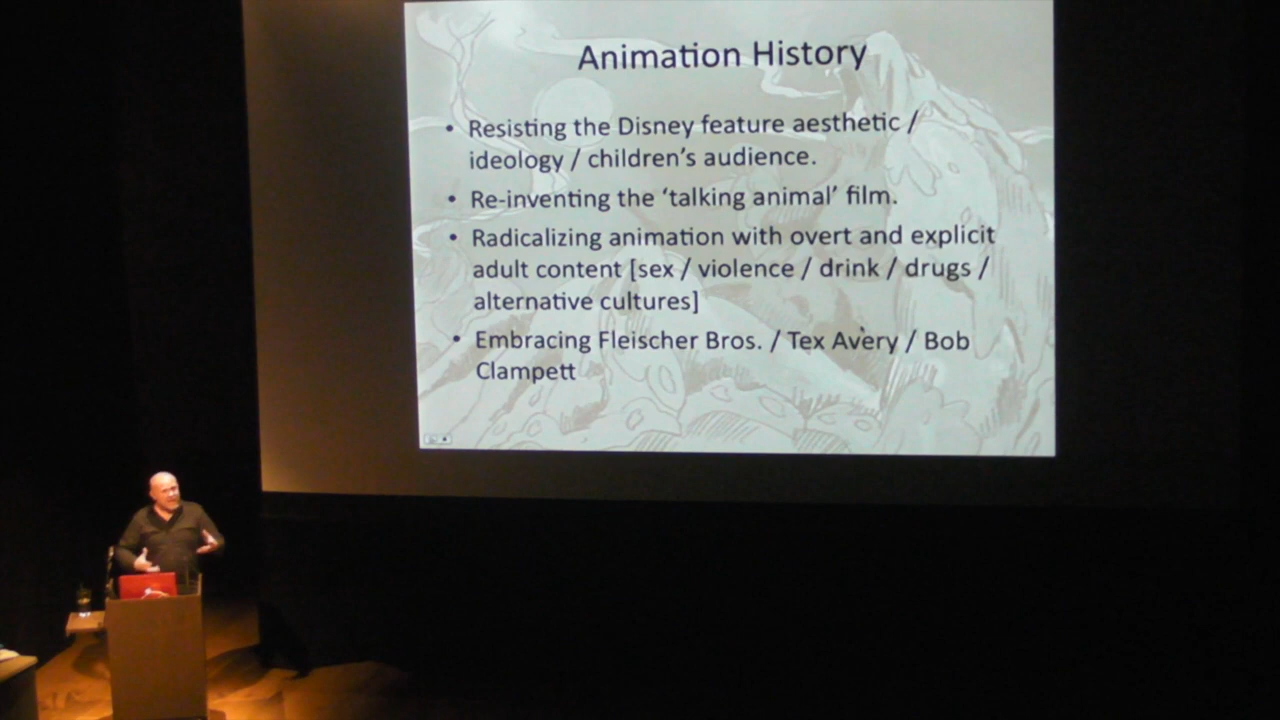 Animation History
• Resisting the Disney feature aesthetic /
ideology / children's audience.
• Re-inventing the ‘talking animal’ film.
• Radicalizing animation with overt and explicit
adult content [sex / violence / drink / drugs /
alternative cultures]
• Embracing Fleischer Bros. / Tex Avery / Bob
Clampett